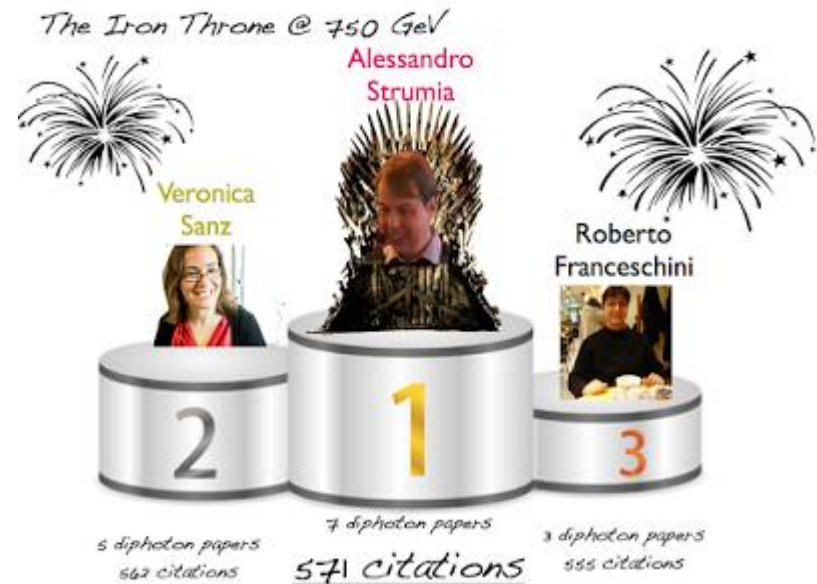 The Iron Throne @ 750 GeV
Alessandro
Strumia
Veronica
Sanz
Roberto
Franceschini
2
1
3
5 diphoton papers
562 citations
7 diphoton papers
571 citations
3 diphoton papers
555 citations